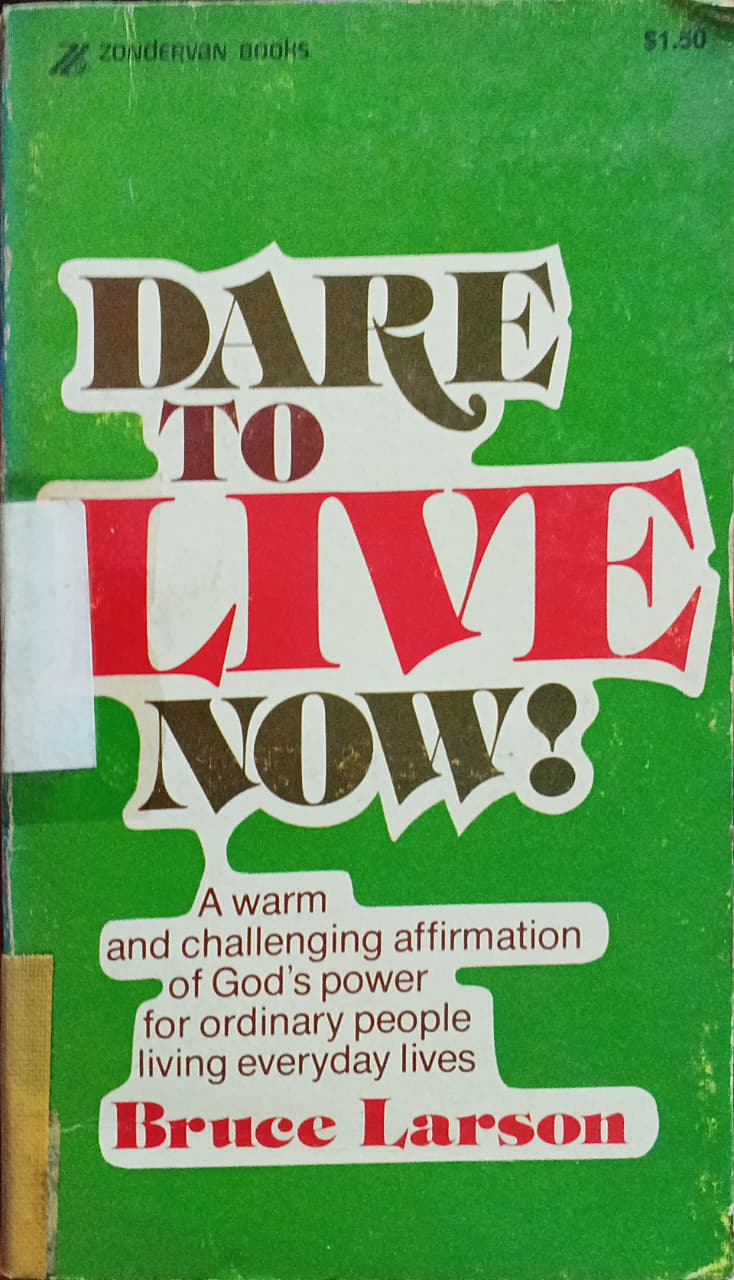 ZONDERVAN BOOKS
$1.50
DARE
TO
LIVE
NOW!
A warm
and challenging affirmation
of God's power
for ordinary people
living everyday lives
Bruce Larson